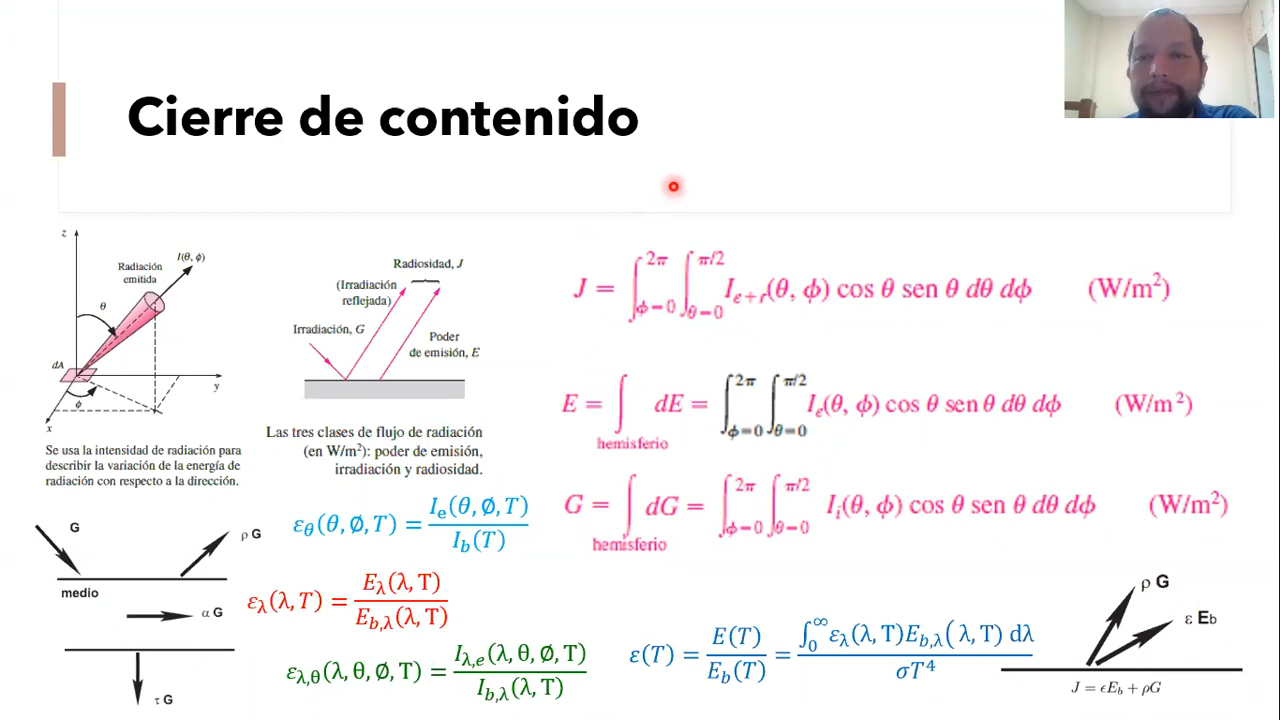 Cierre de contenido
z
Radiación
emitida
I(θ, ϕ)
θ
dA
ϕ
y
x
Se usa la intensidad de radiación para
describir la variación de la energía de
radiación con respecto a la dirección.
Radiosidad, J
(Irradiación
reflejada)
Irradiación, G
Poder
de emisión, E
Las tres clases de flujo de radiación
(en W/m²): poder de emisión,
irradiación y radiosidad.
J = ∫_{ϕ=0}^{2π} ∫_{θ=0}^{π/2} I_{e+r}(θ, ϕ) cos θ sen θ dθ dϕ (W/m²)
E = ∫_{hemisferio} dE = ∫_{ϕ=0}^{2π} ∫_{θ=0}^{π/2} I_e(θ, ϕ) cos θ sen θ dθ dϕ (W/m²)
G = ∫_{hemisferio} dG = ∫_{ϕ=0}^{2π} ∫_{θ=0}^{π/2} I_i(θ, ϕ) cos θ sen θ dθ dϕ (W/m²)
ε_θ(θ, Ø, T) = I_e(θ, Ø, T) / I_b(T)
G
ρ G
medio
α G
τ G
ε_λ(λ, T) = E_λ(λ, T) / E_{b,λ}(λ, T)
ε_{λ,θ}(λ, θ, Ø, T) = I_{λ,e}(λ, θ, Ø, T) / I_{b,λ}(λ, T)
ε(T) = E(T) / E_b(T) = ∫_0^∞ ε_λ(λ, T) E_{b,λ}(λ, T) dλ / σT⁴
ρ G
ε Eb
J = ϵE_b + ρG